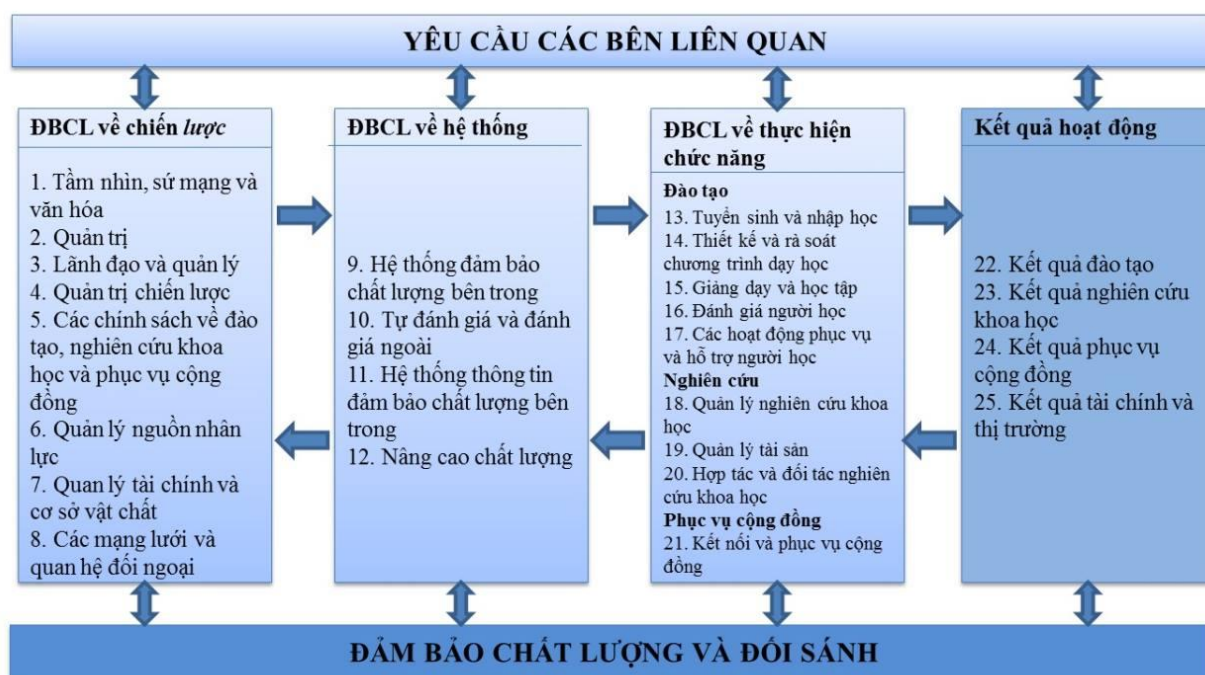 YÊU CẦU CÁC BÊN LIÊN QUAN
ĐBCL về chiến lược
1. Tầm nhìn, sứ mạng và
văn hóa
2. Quản trị
3. Lãnh đạo và quản lý
4. Quản trị chiến lược
5. Các chính sách về đào
tạo, nghiên cứu khoa
học và phục vụ cộng
đồng
6. Quản lý nguồn nhân
lực
7. Quan lý tài chính và
cơ sở vật chất
8. Các mạng lưới và
quan hệ đối ngoại
ĐBCL về hệ thống
9. Hệ thống đảm bảo
chất lượng bên trong
10. Tự đánh giá và đánh
giá ngoài
11. Hệ thống thông tin
đảm bảo chất lượng bên
trong
12. Nâng cao chất lượng
ĐBCL về thực hiện
chức năng
Đào tạo
13. Tuyển sinh và nhập học
14. Thiết kế và rà soát
chương trình dạy học
15. Giảng dạy và học tập
16. Đánh giá người học
17. Các hoạt động phục vụ
và hỗ trợ người học
Nghiên cứu
18. Quản lý nghiên cứu khoa
học
19. Quản lý tài sản
20. Hợp tác và đối tác nghiên
cứu khoa học
Phục vụ cộng đồng
21. Kết nối và phục vụ cộng
đồng
Kết quả hoạt động
22. Kết quả đào tạo
23. Kết quả nghiên cứu
khoa học
24. Kết quả phục vụ
cộng đồng
25. Kết quả tài chính và
thị trường
ĐẢM BẢO CHẤT LƯỢNG VÀ ĐỐI SÁNH